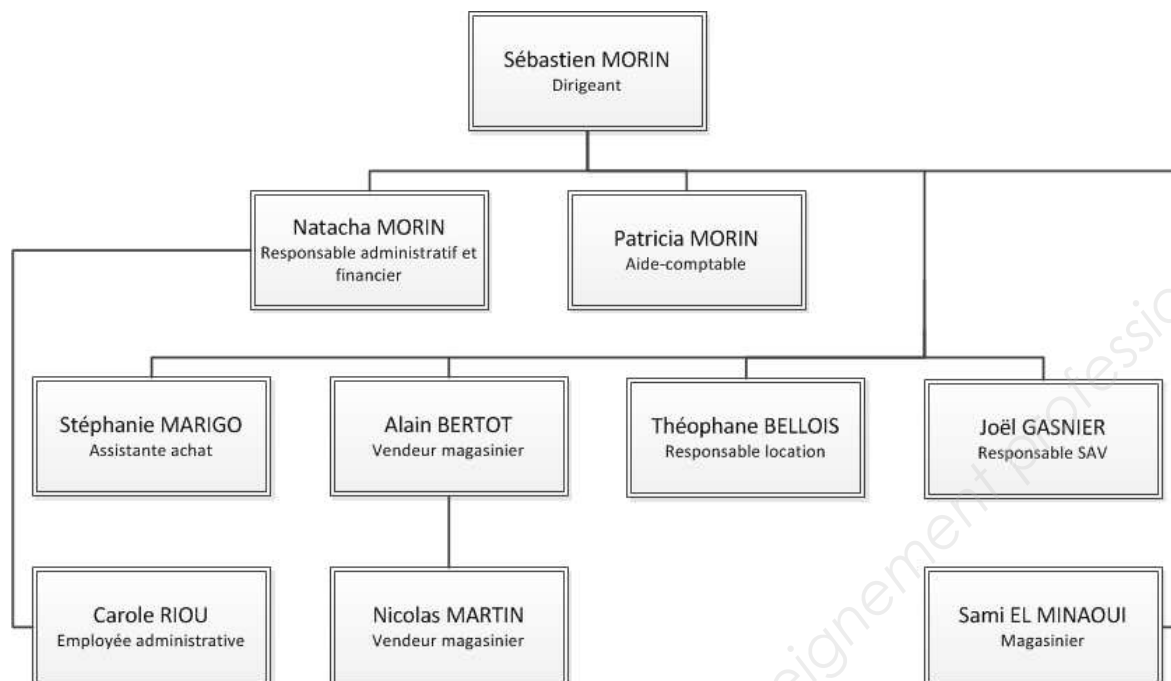 Sébastien MORIN
Dirigeant
Natacha MORIN
Responsable administratif et
financier
Patricia MORIN
Aide-comptable
Stéphanie MARIGO
Assistante achat
Alain BERTOT
Vendeur magasinier
Théophane BELLOIS
Responsable location
Joël GASNIER
Responsable SAV
Carole RIOU
Employée administrative
Nicolas MARTIN
Vendeur magasinier
Sami EL MINAOUI
Magasinier